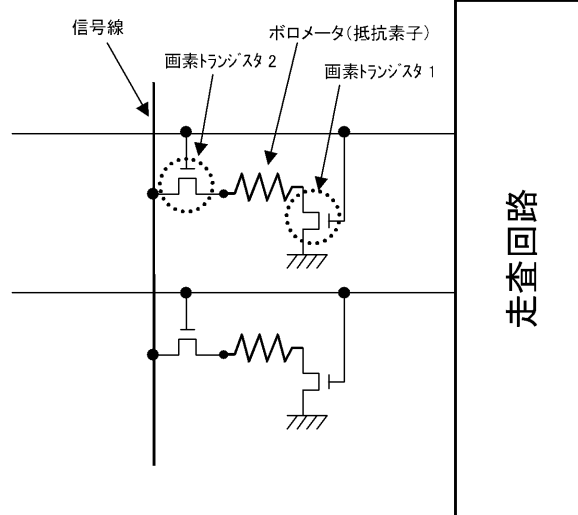 信号線
ボロメータ(抵抗素子)
画素トランジスタ 2
画素トランジスタ 1
走査回路